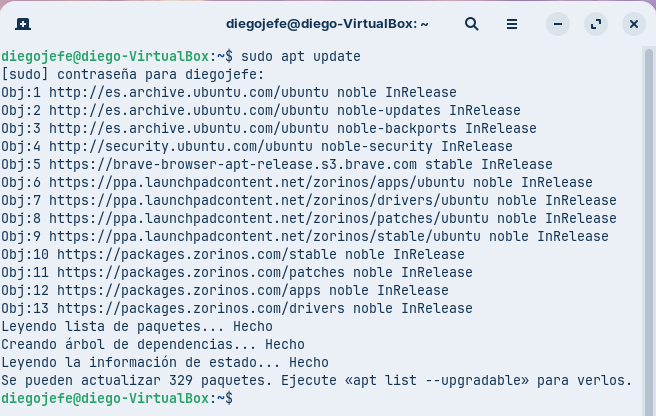 diegojefe@diego-VirtualBox: ~
diegojefe@diego-VirtualBox:~$ sudo apt update
[sudo] contraseña para diegojefe:
Obj:1 http://es.archive.ubuntu.com/ubuntu noble InRelease
Obj:2 http://es.archive.ubuntu.com/ubuntu noble-updates InRelease
Obj:3 http://es.archive.ubuntu.com/ubuntu noble-backports InRelease
Obj:4 http://security.ubuntu.com/ubuntu noble-security InRelease
Obj:5 https://brave-browser-apt-release.s3.brave.com stable InRelease
Obj:6 https://ppa.launchpadcontent.net/zorinos/apps/ubuntu noble InRelease
Obj:7 https://ppa.launchpadcontent.net/zorinos/drivers/ubuntu noble InRelease
Obj:8 https://ppa.launchpadcontent.net/zorinos/patches/ubuntu noble InRelease
Obj:9 https://ppa.launchpadcontent.net/zorinos/stable/ubuntu noble InRelease
Obj:10 https://packages.zorinos.com/stable noble InRelease
Obj:11 https://packages.zorinos.com/patches noble InRelease
Obj:12 https://packages.zorinos.com/apps noble InRelease
Obj:13 https://packages.zorinos.com/drivers noble InRelease
Leyendo lista de paquetes... Hecho
Creando árbol de dependencias... Hecho
Leyendo la información de estado... Hecho
Se pueden actualizar 329 paquetes. Ejecute «apt list --upgradable» para verlos.
diegojefe@diego-VirtualBox:~$